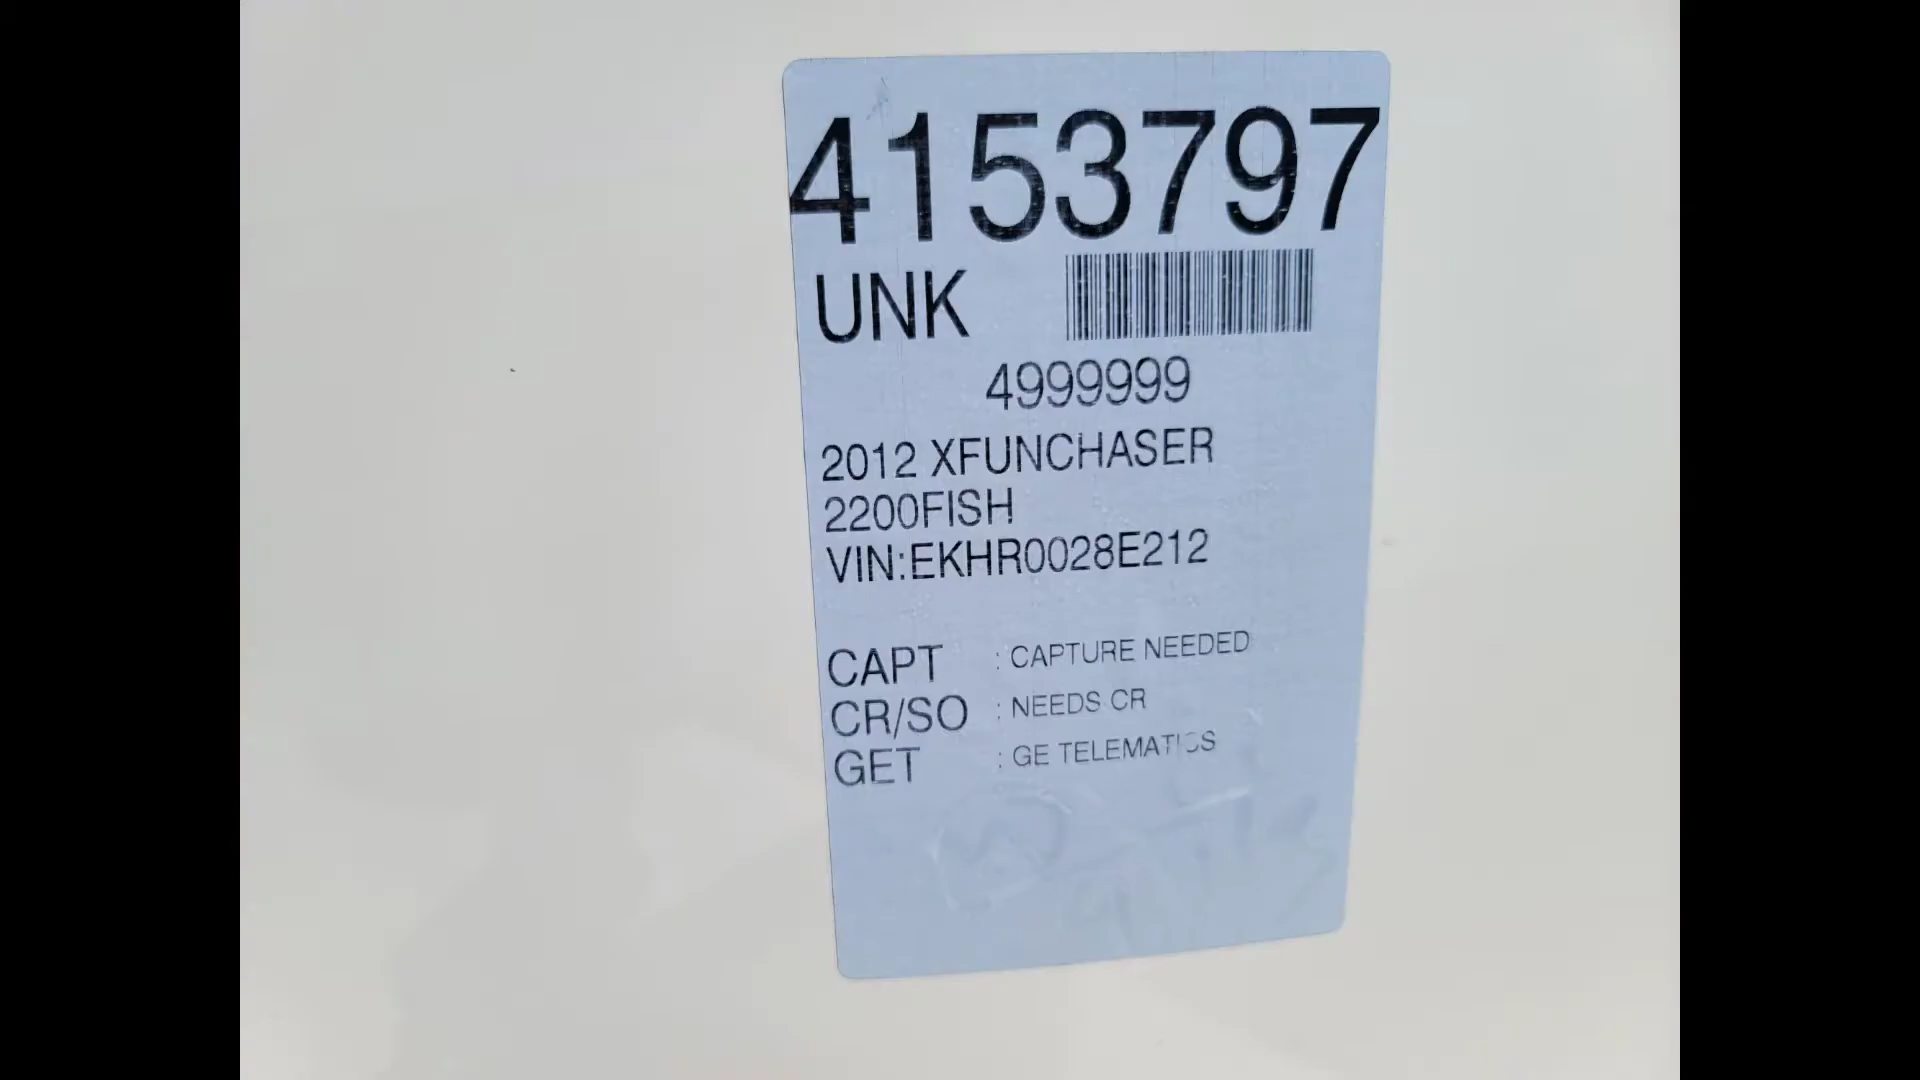 4153797
UNK
4999999
2012 XFUNCHASER
2200FISH
VIN:EKHR0028E212
CAPT : CAPTURE NEEDED
CR/SO : NEEDS CR
GET : GE TELEMATICS